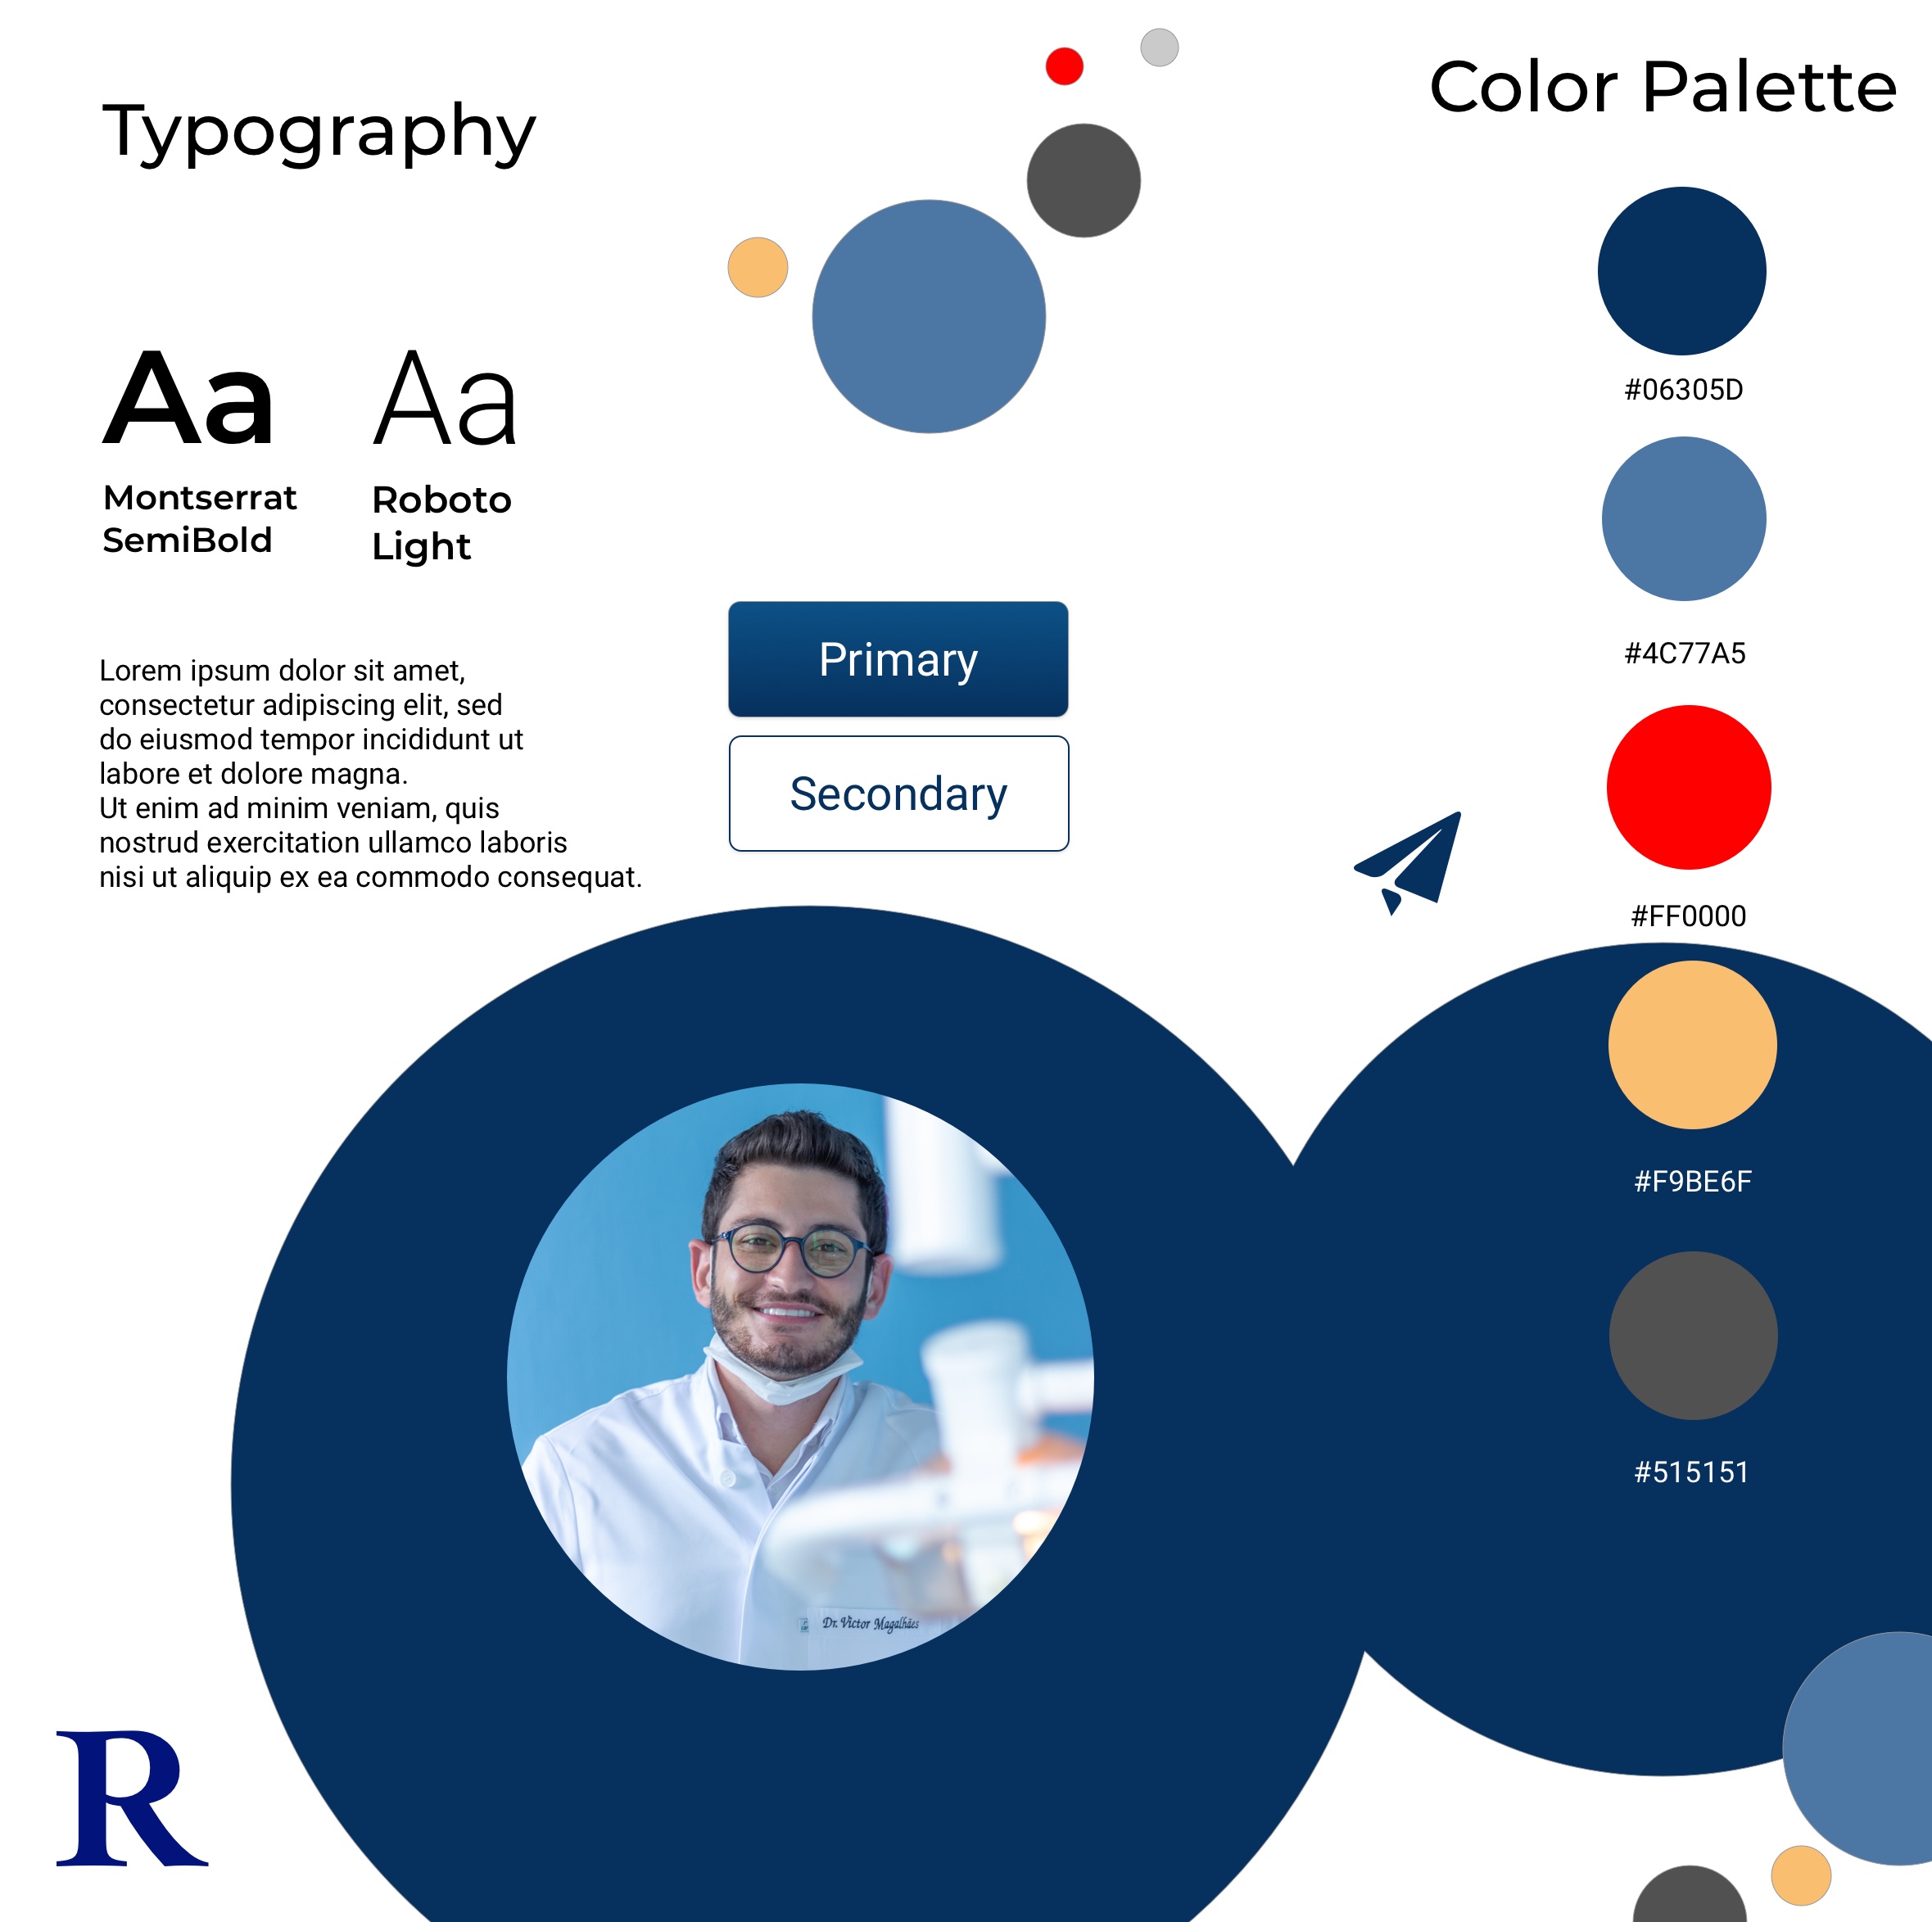 Typography
Color Palette
Aa
Aa
Montserrat
SemiBold
Roboto
Light
Lorem ipsum dolor sit amet,
consectetur adipiscing elit, sed
do eiusmod tempor incididunt ut
labore et dolore magna.
Ut enim ad minim veniam, quis
nostrud exercitation ullamco laboris
nisi ut aliquip ex ea commodo consequat.
Primary
Secondary
#06305D
#4C77A5
#FF0000
#F9BE6F
#515151
Dr. Victor Magalhães
R